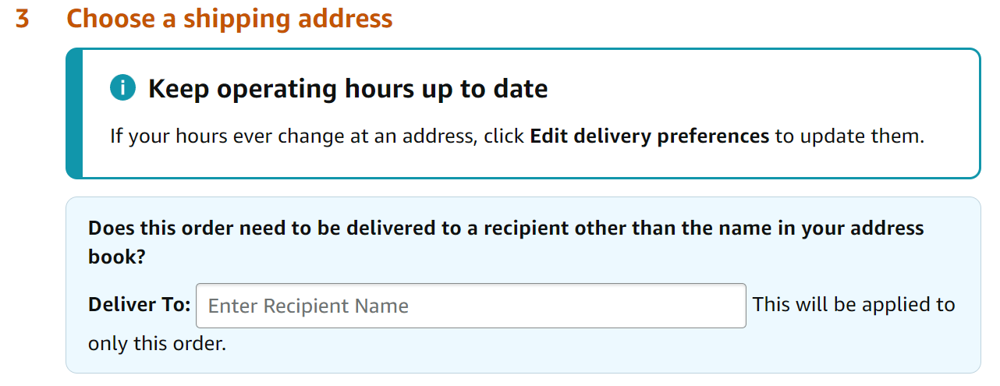 3 Choose a shipping address
i Keep operating hours up to date
If your hours ever change at an address, click Edit delivery preferences to update them.
Does this order need to be delivered to a recipient other than the name in your address
book?
Deliver To: Enter Recipient Name This will be applied to
only this order.